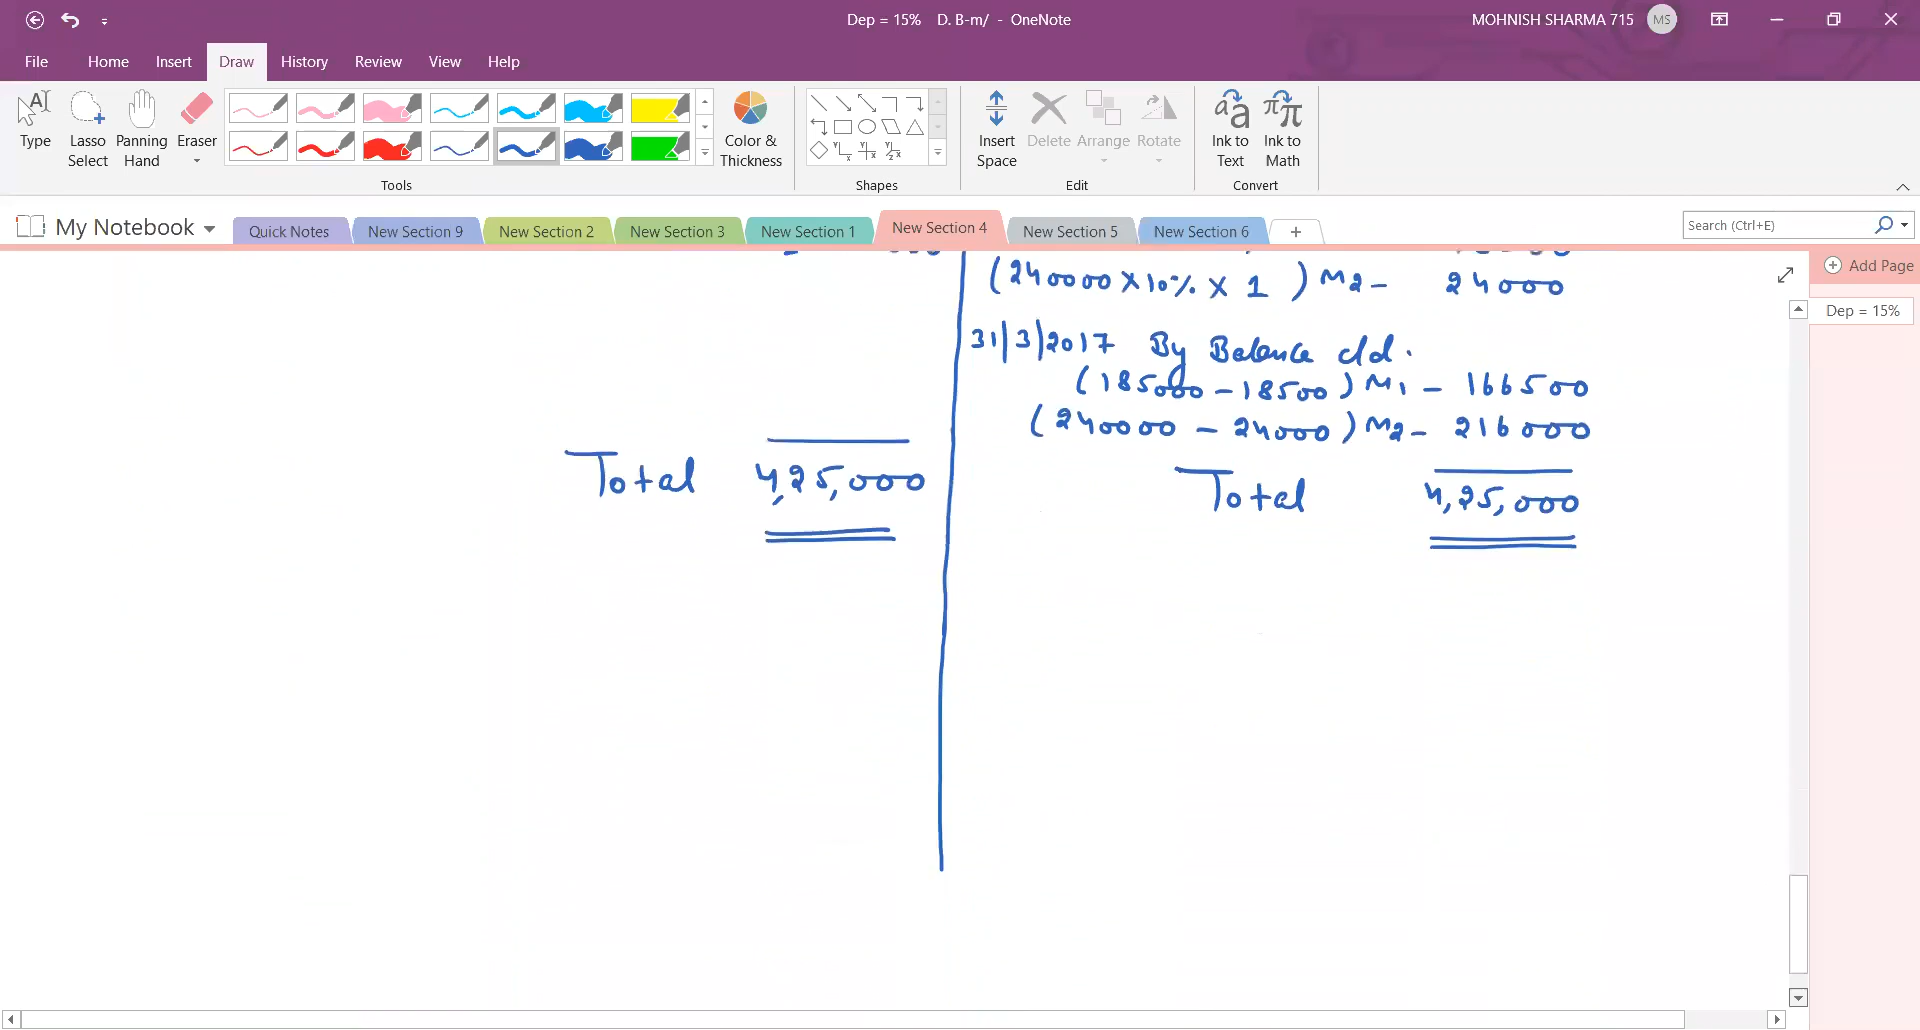 Dep = 15% D. B-m/ - OneNote
MOHNISH SHARMA 715
MS
File
Home
Insert
Draw
History
Review
View
Help
Type
Lasso Select
Panning Hand
Eraser
Color & Thickness
Insert Space
Delete
Arrange
Rotate
Ink to Text
Ink to Math
Tools
Shapes
Edit
Convert
My Notebook
Quick Notes
New Section 9
New Section 2
New Section 3
New Section 1
New Section 4
New Section 5
New Section 6
Search (Ctrl+E)
Add Page
Dep = 15%
(240000 x 10% x 1) M2 - 24000
31/3/2017 By Balance c/d.
(185000 - 18500) M1 - 166500
(240000 - 24000) M2 - 216000
Total 4,25,000
Total 4,25,000